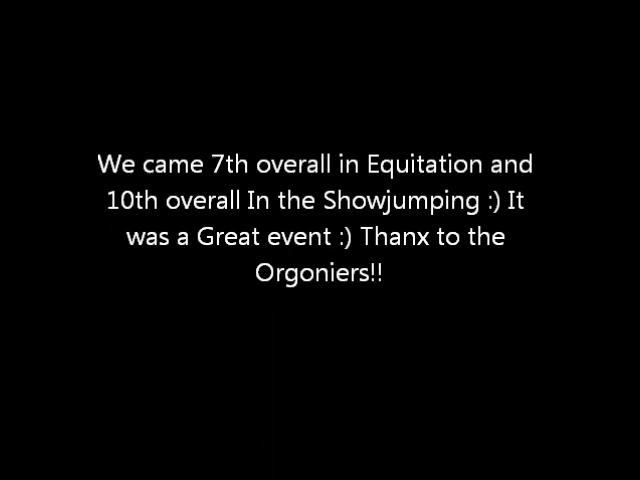 We came 7th overall in Equitation and
10th overall In the Showjumping :) It
was a Great event :) Thanx to the
Orgoniers!!